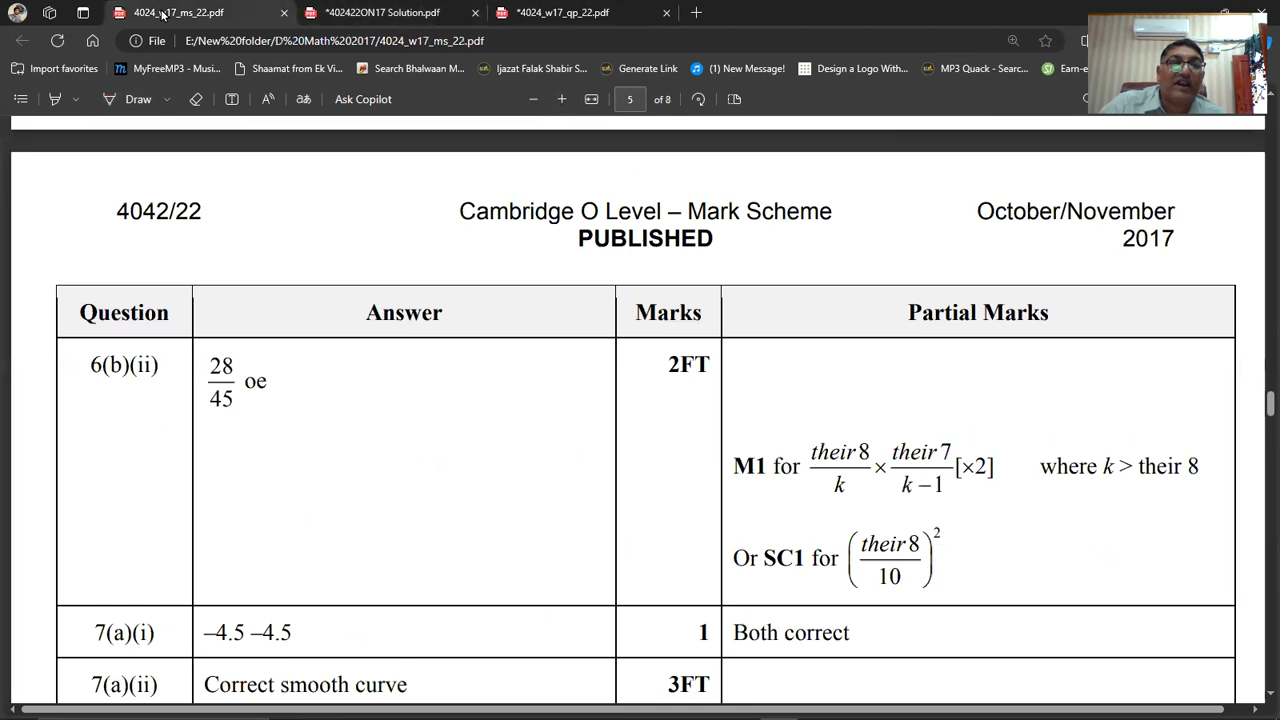 4024_w17_ms_22.pdf
*402422ON17 Solution.pdf
*4024_w17_qp_22.pdf
File
E:/New%20folder/D%20Math%202017/4024_w17_ms_22.pdf
Import favorites
MyFreeMP3 - Musi...
Shaamat from Ek Vi...
Search Bhalwaan M...
Ijazat Falak Shabir S...
Generate Link
(1) New Message!
Design a Logo With...
MP3 Quack - Searc...
Earn-e
Draw
Ask Copilot
5 of 8
4042/22
Cambridge O Level – Mark Scheme
PUBLISHED
October/November
2017
Question Answer Marks Partial Marks
6(b)(ii) 28/45 oe 2FT
M1 for their 8/k × their 7/(k – 1) [×2] where k > their 8
Or SC1 for (their 8/10)²
7(a)(i) –4.5 –4.5 1 Both correct
7(a)(ii) Correct smooth curve 3FT